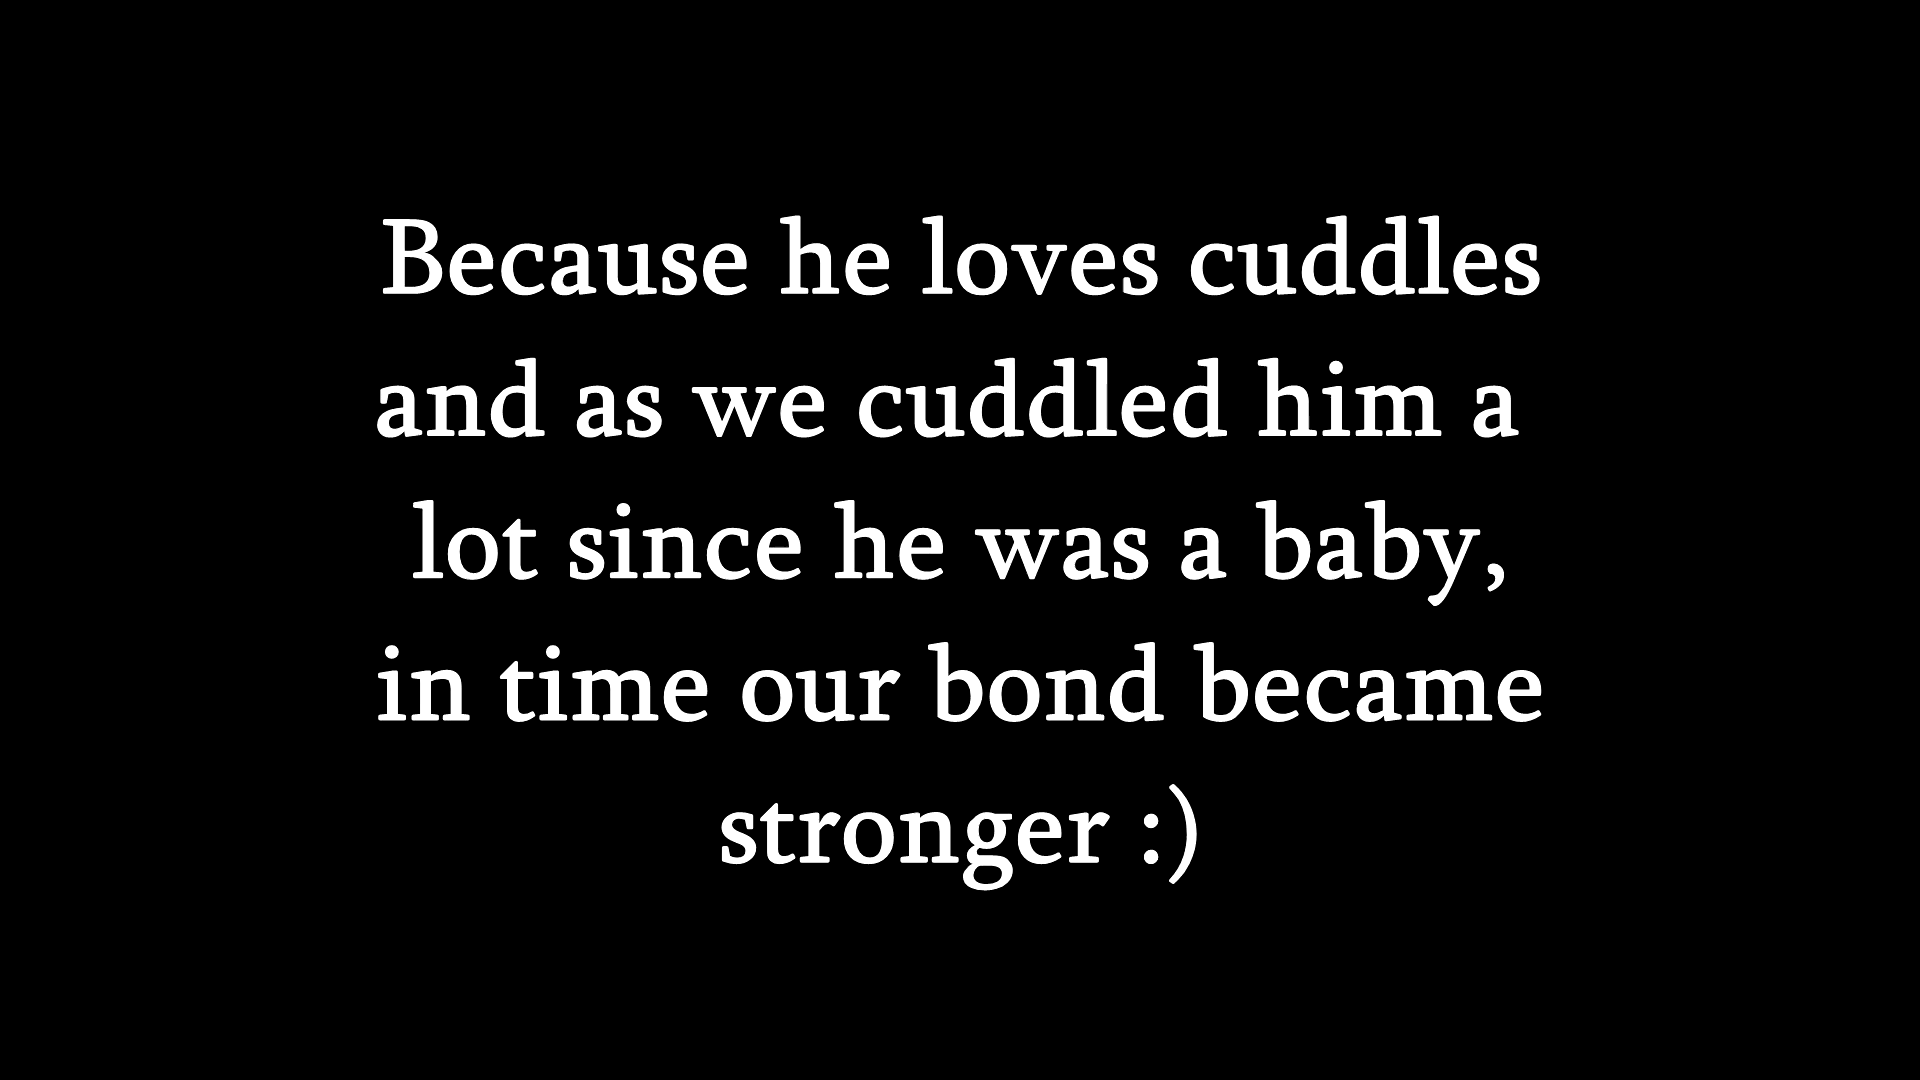 Because he loves cuddles
and as we cuddled him a
lot since he was a baby,
in time our bond became
stronger :)